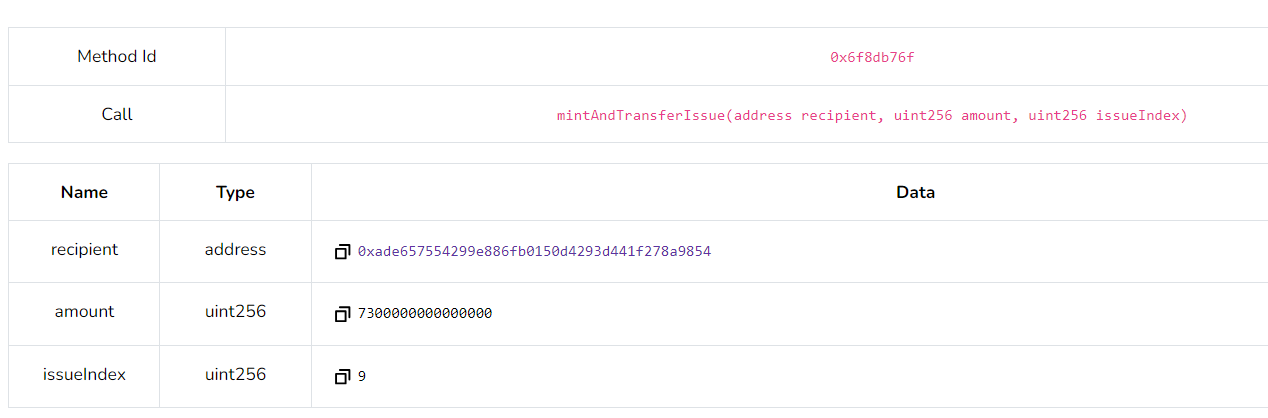 Method Id 0x6f8db76f
Call mintAndTransferIssue(address recipient, uint256 amount, uint256 issueIndex)
Name Type Data
recipient address 0xade657554299e886fb0150d4293d441f278a9854
amount uint256 7300000000000000
issueIndex uint256 9